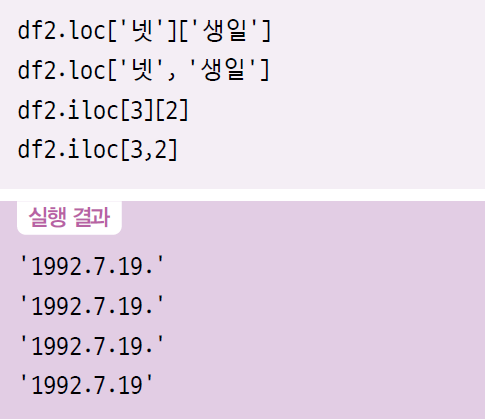 df2.loc['넷']['생일']
df2.loc['넷', '생일']
df2.iloc[3][2]
df2.iloc[3,2]
실행 결과
'1992.7.19.'
'1992.7.19.'
'1992.7.19.'
'1992.7.19'